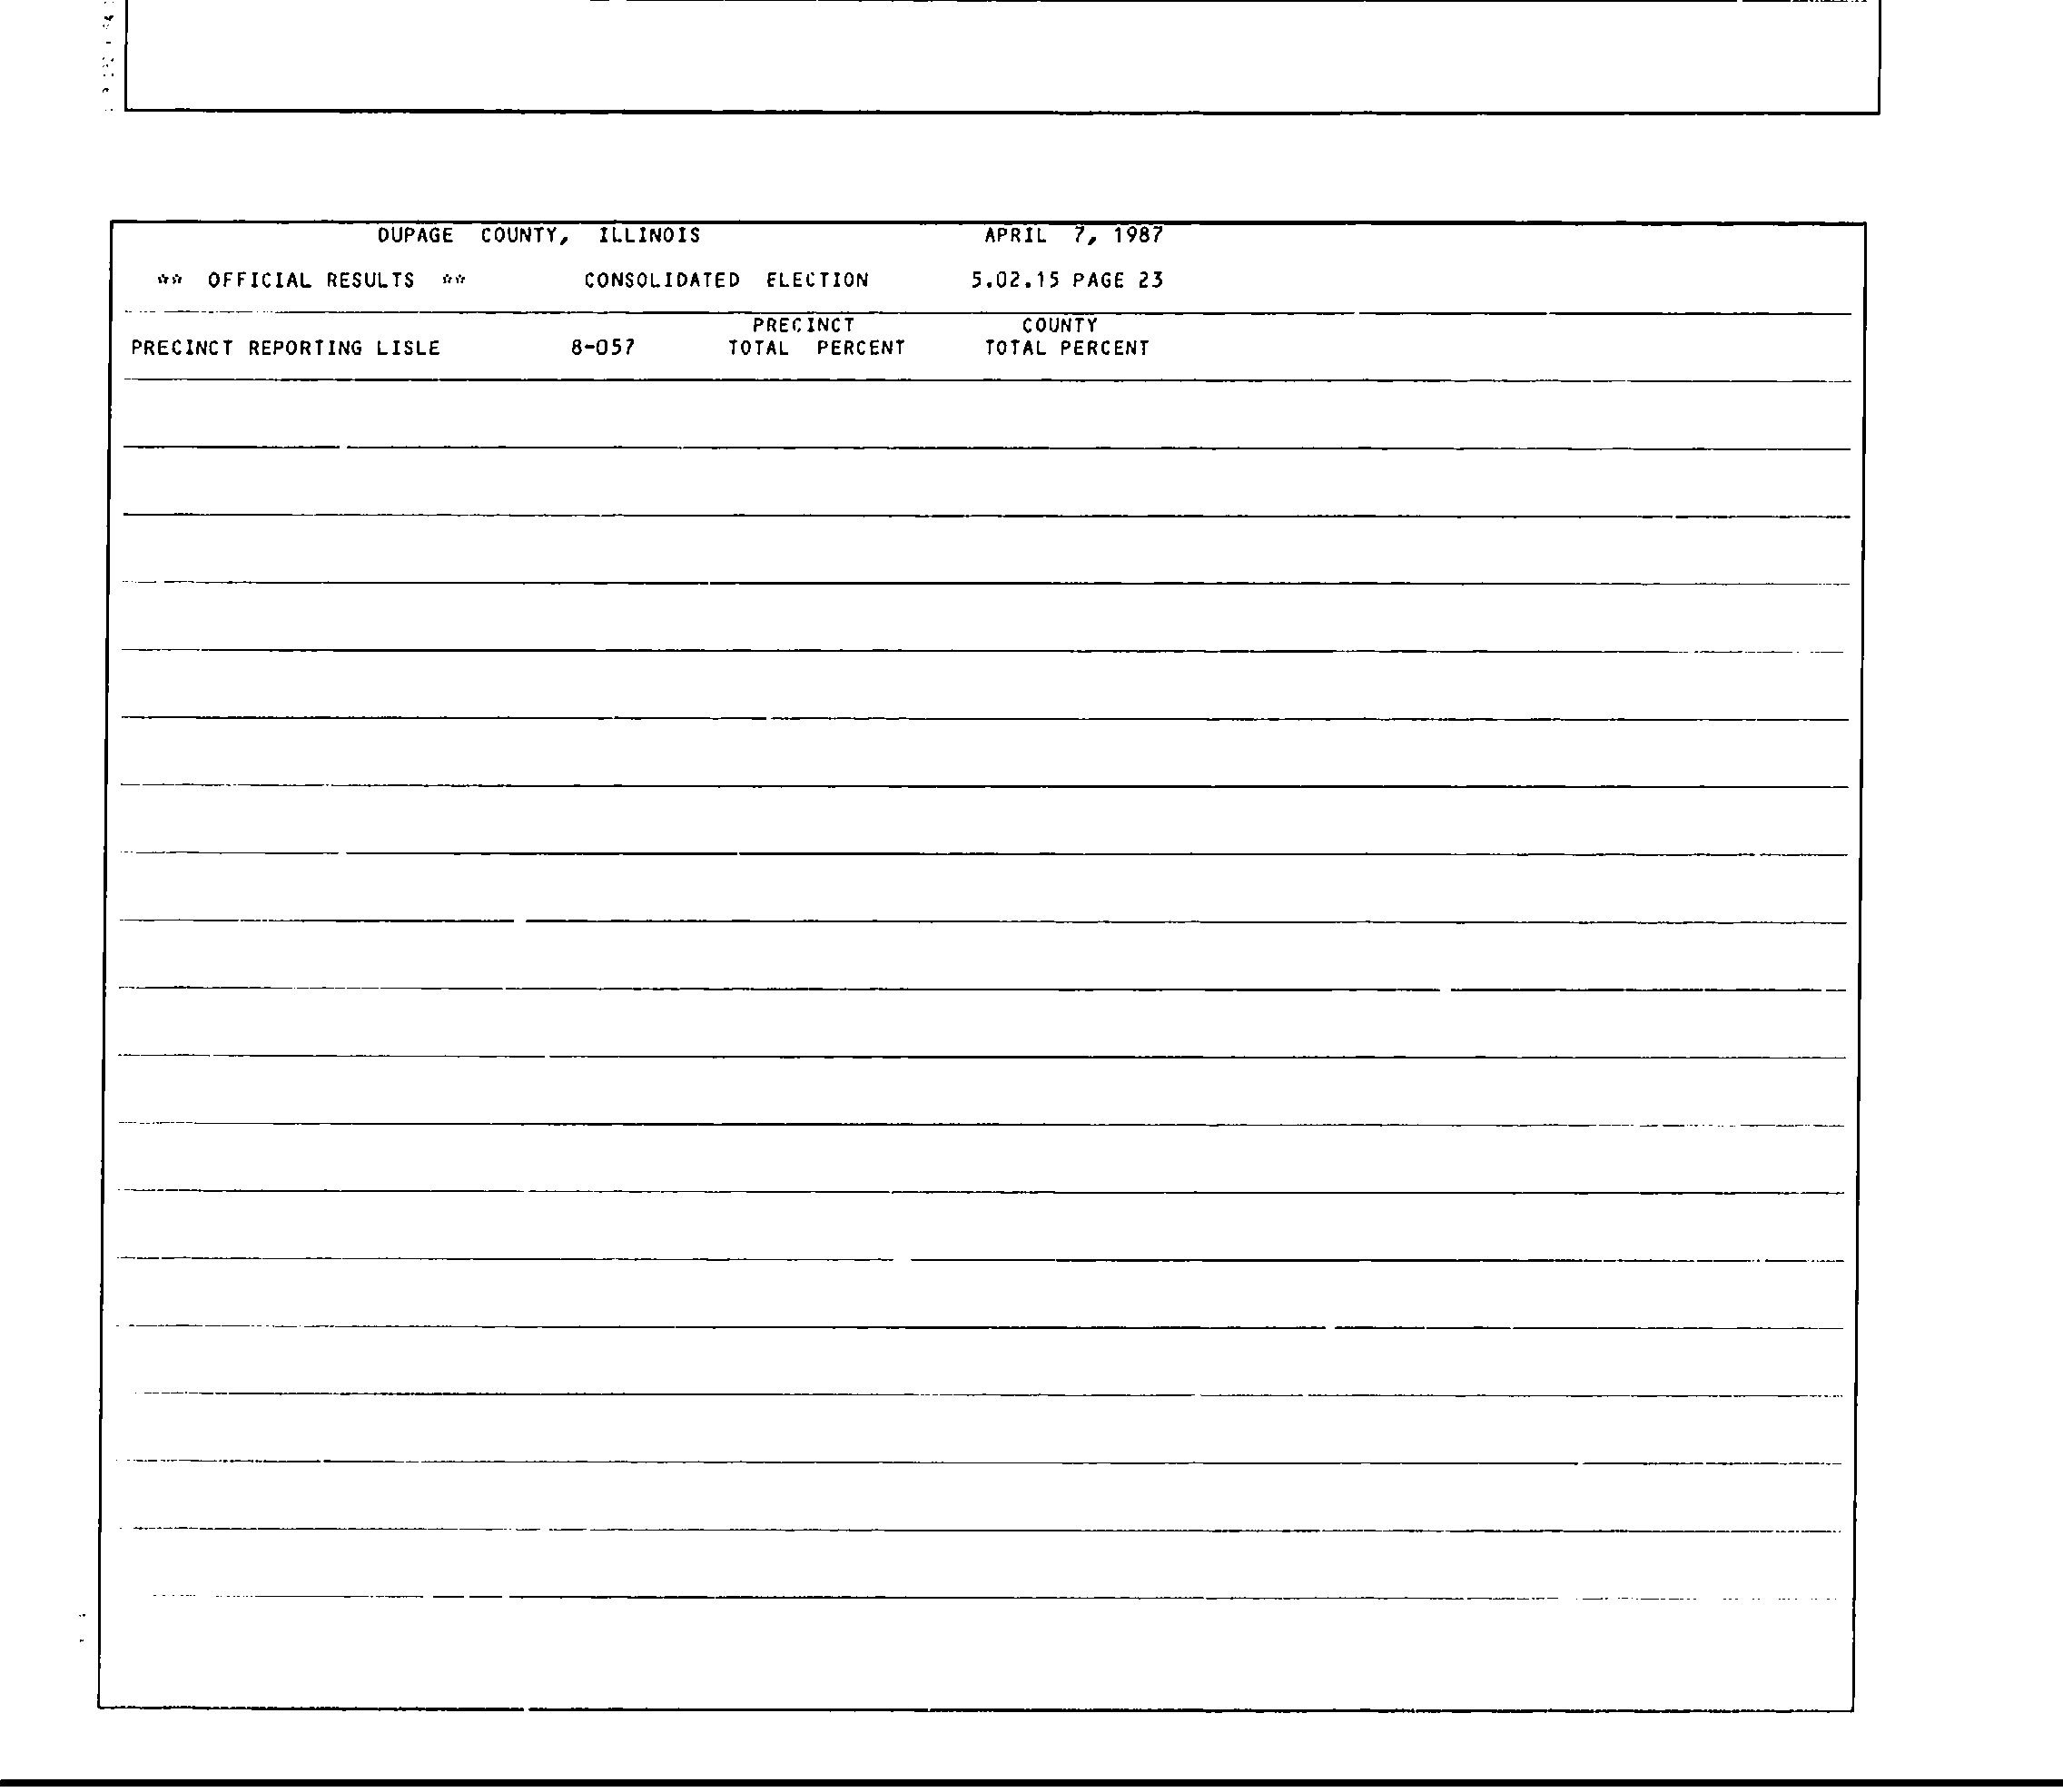 DUPAGE COUNTY, ILLINOIS APRIL 7, 1987
** OFFICIAL RESULTS ** CONSOLIDATED ELECTION 5.02.15 PAGE 23
PRECINCT COUNTY
PRECINCT REPORTING LISLE 8-057 TOTAL PERCENT TOTAL PERCENT